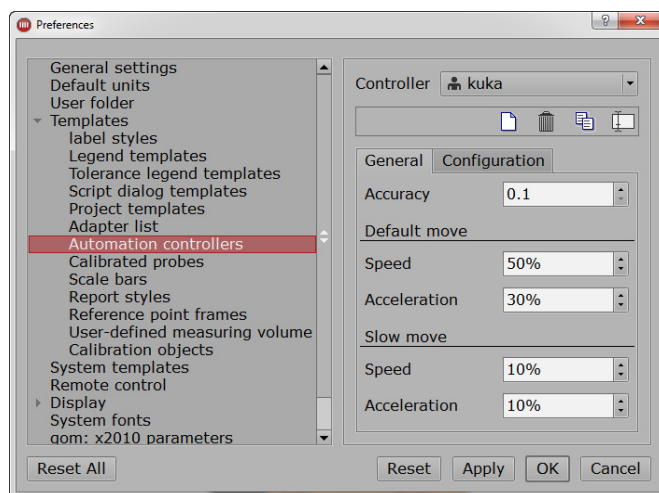 Preferences
General settings
Default units
User folder
Templates
label styles
Legend templates
Tolerance legend templates
Script dialog templates
Project templates
Adapter list
Automation controllers
Calibrated probes
Scale bars
Report styles
Reference point frames
User-defined measuring volume
Calibration objects
System templates
Remote control
Display
System fonts
gom: x2010 parameters
Controller kuka
General Configuration
Accuracy 0.1
Default move
Speed 50%
Acceleration 30%
Slow move
Speed 10%
Acceleration 10%
Reset All Reset Apply OK Cancel